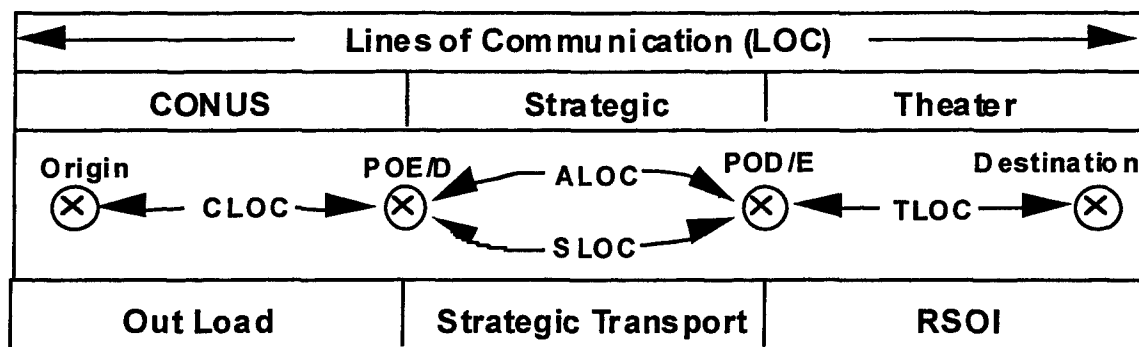 Lines of Communication (LOC)
CONUS Strategic Theater
Origin POE/D ALOC POD/E Destination
CLOC TLOC
SLOC
Out Load Strategic Transport RSOI